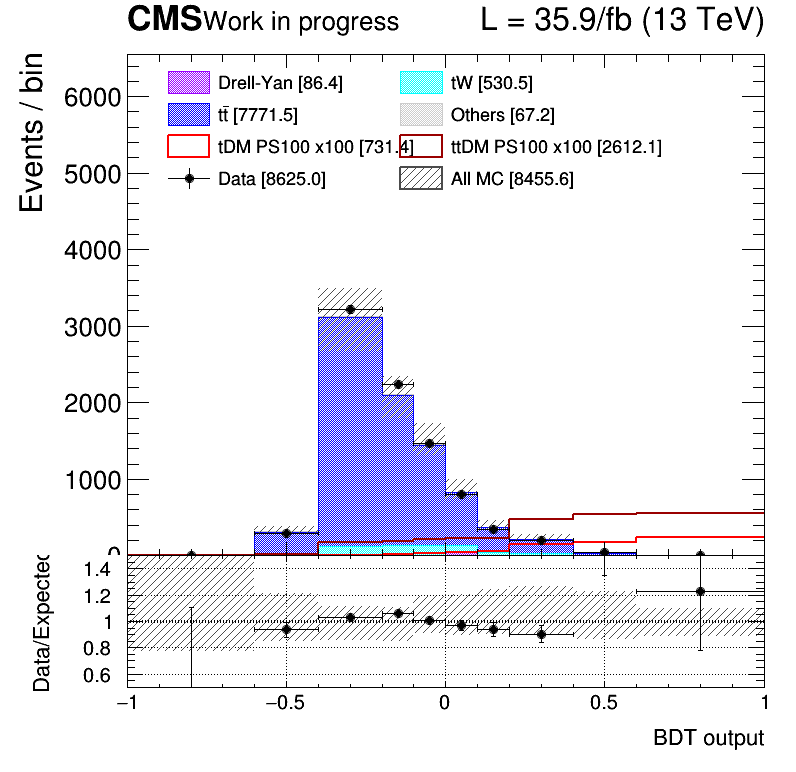 CMS Work in progress L = 35.9/fb (13 TeV)
Events / bin
6000
5000
4000
3000
2000
1000
0
Drell-Yan [86.4] tW [530.5]
tt̄ [7771.5] Others [67.2]
tDM PS100 x100 [731.4] ttDM PS100 x100 [2612.1]
Data [8625.0] All MC [8455.6]
Data/Expected
1.4
1.2
1
0.8
0.6
−1 −0.5 0 0.5 1
BDT output